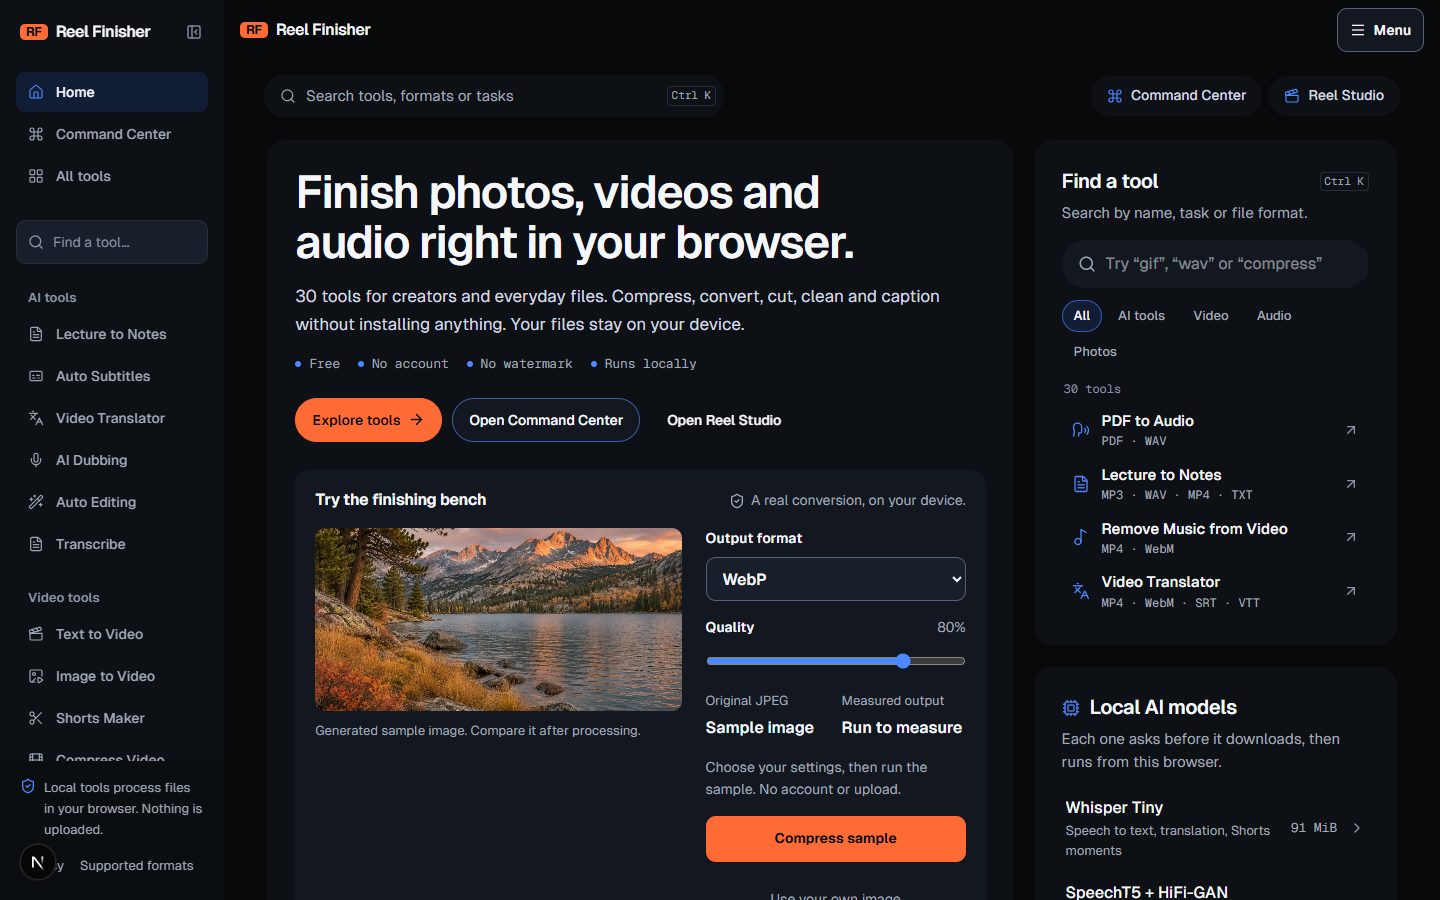 RF Reel Finisher
Home
Command Center
All tools
Find a tool...
AI tools
Lecture to Notes
Auto Subtitles
Video Translator
AI Dubbing
Auto Editing
Transcribe
Video tools
Text to Video
Image to Video
Shorts Maker
Compress Video
Local tools process files
in your browser. Nothing is
uploaded.
Supported formats
RF Reel Finisher
Menu
Search tools, formats or tasks Ctrl K
Command Center
Reel Studio
Finish photos, videos and
audio right in your browser.
30 tools for creators and everyday files. Compress, convert, cut, clean and caption
without installing anything. Your files stay on your device.
Free No account No watermark Runs locally
Explore tools
Open Command Center
Open Reel Studio
Try the finishing bench
A real conversion, on your device.
Generated sample image. Compare it after processing.
Output format
WebP
Quality 80%
Original JPEG Measured output
Sample image Run to measure
Choose your settings, then run the
sample. No account or upload.
Compress sample
Use your own image
Find a tool Ctrl K
Search by name, task or file format.
Try “gif”, “wav” or “compress”
All AI tools Video Audio
Photos
30 tools
PDF to Audio
PDF · WAV
Lecture to Notes
MP3 · WAV · MP4 · TXT
Remove Music from Video
MP4 · WebM
Video Translator
MP4 · WebM · SRT · VTT
Local AI models
Each one asks before it downloads, then
runs from this browser.
Whisper Tiny
Speech to text, translation, Shorts
moments
91 MiB
SpeechT5 + HiFi-GAN